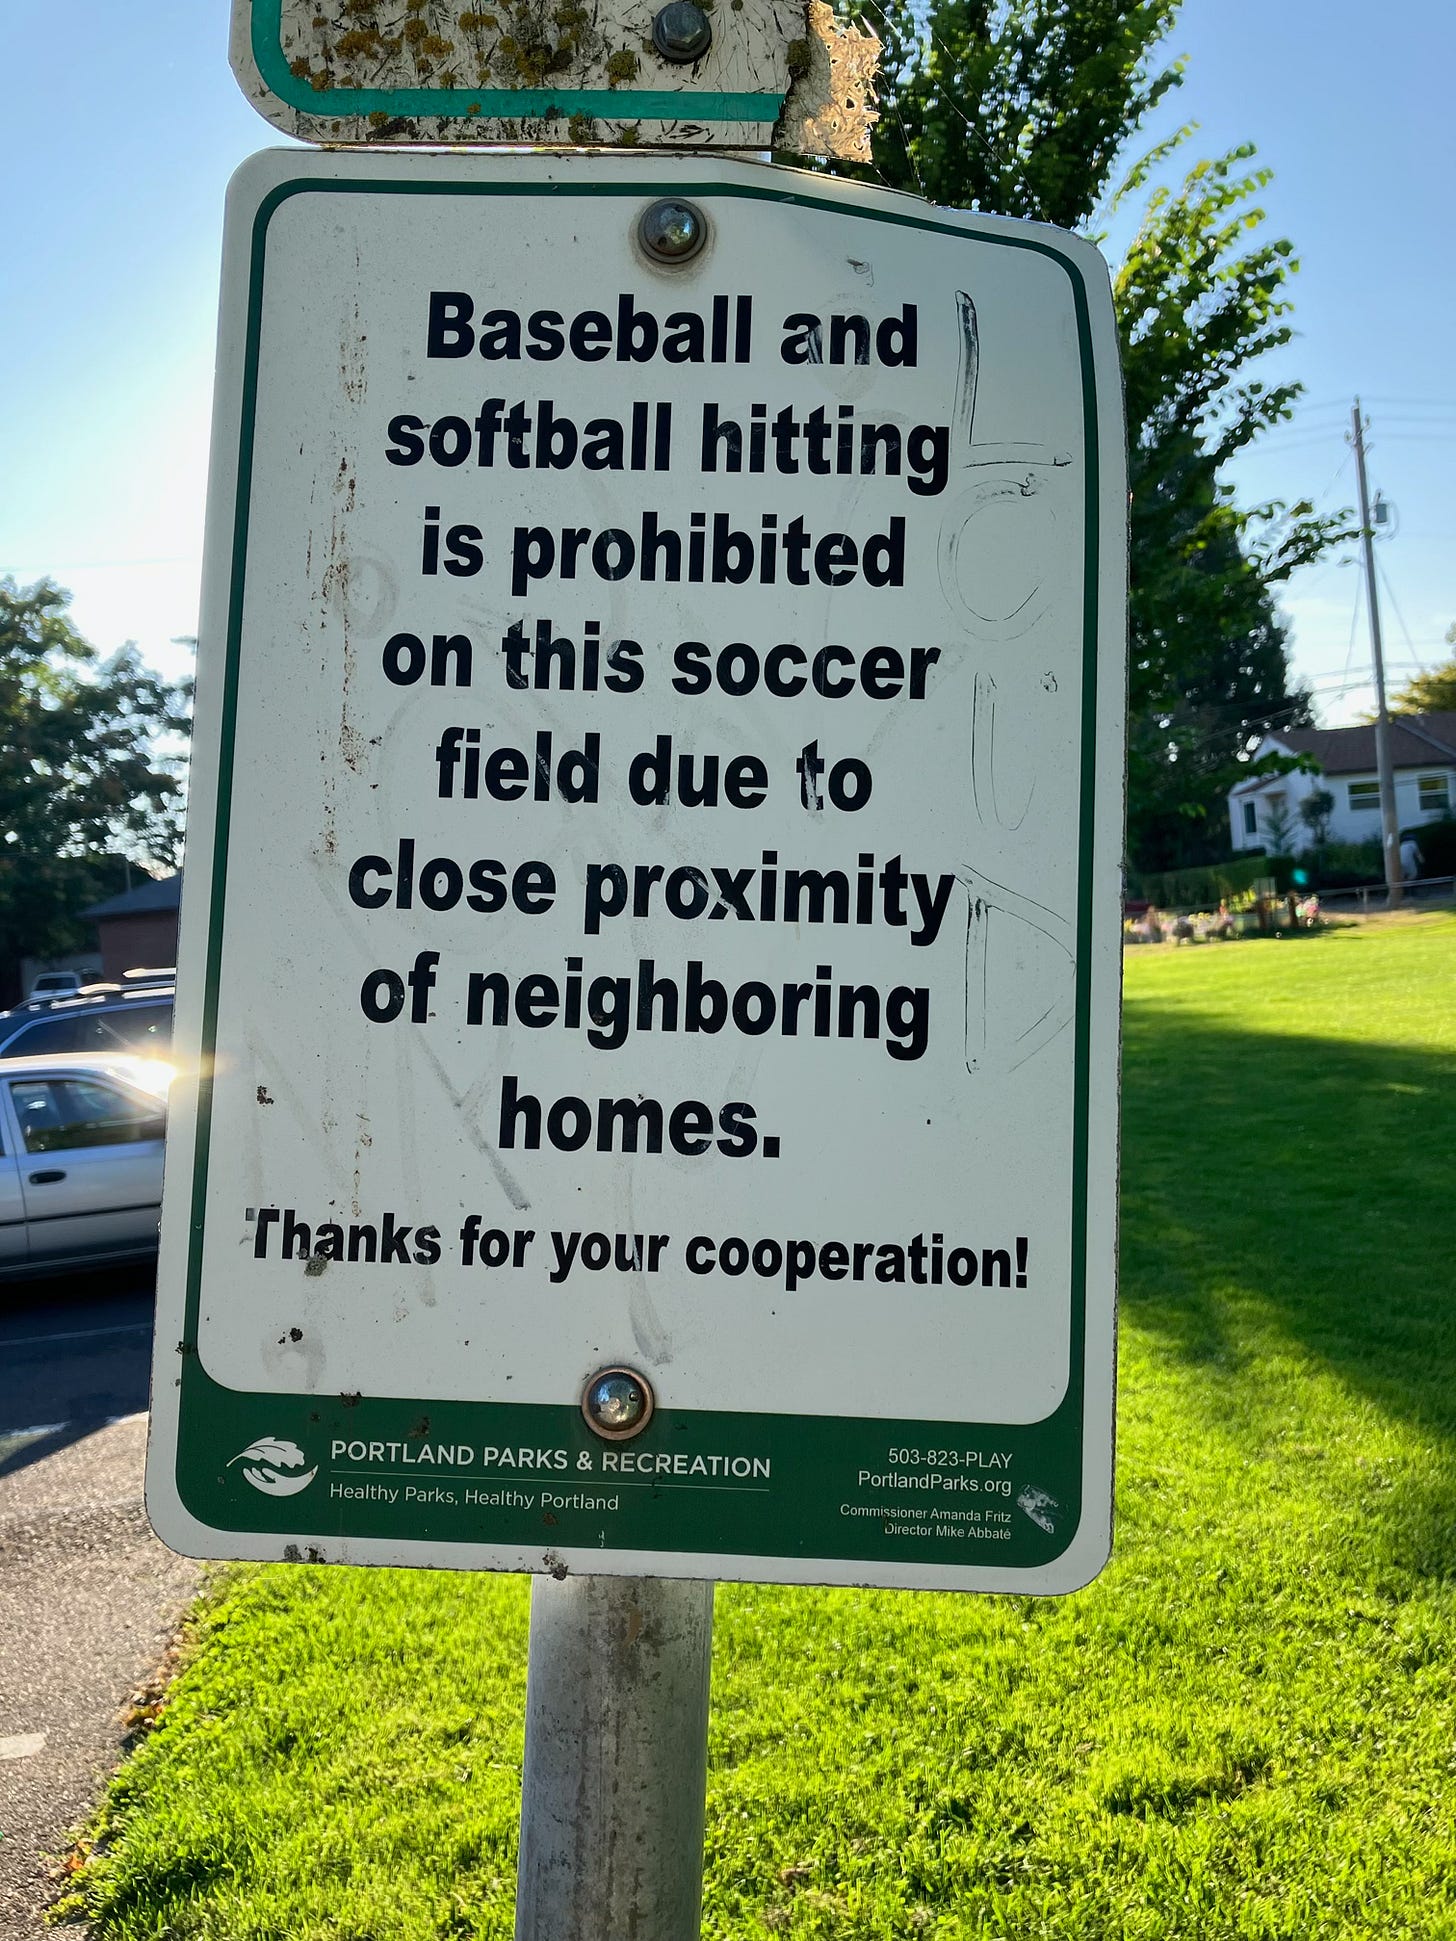 Baseball and
softball hitting
is prohibited
on this soccer
field due to
close proximity
of neighboring
homes.
Thanks for your cooperation!
PORTLAND PARKS & RECREATION
Healthy Parks, Healthy Portland
503-823-PLAY
PortlandParks.org
Commissioner Amanda Fritz
Director Mike Abbaté